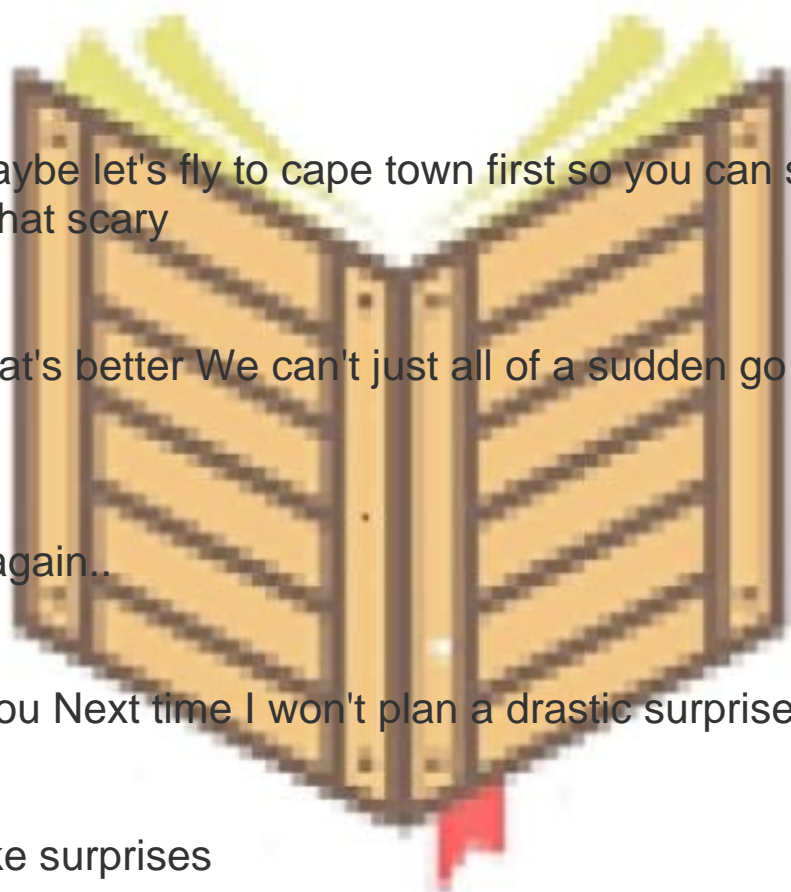 aybe let's fly to cape town first so you can s
hat scary
at's better We can't just all of a sudden go
again..
ou Next time I won't plan a drastic surprise
ke surprises